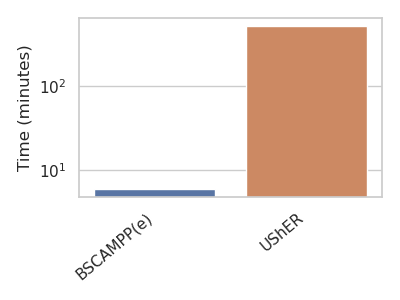 Time (minutes)
10²
10¹
BSCAMPP(e)
UShER